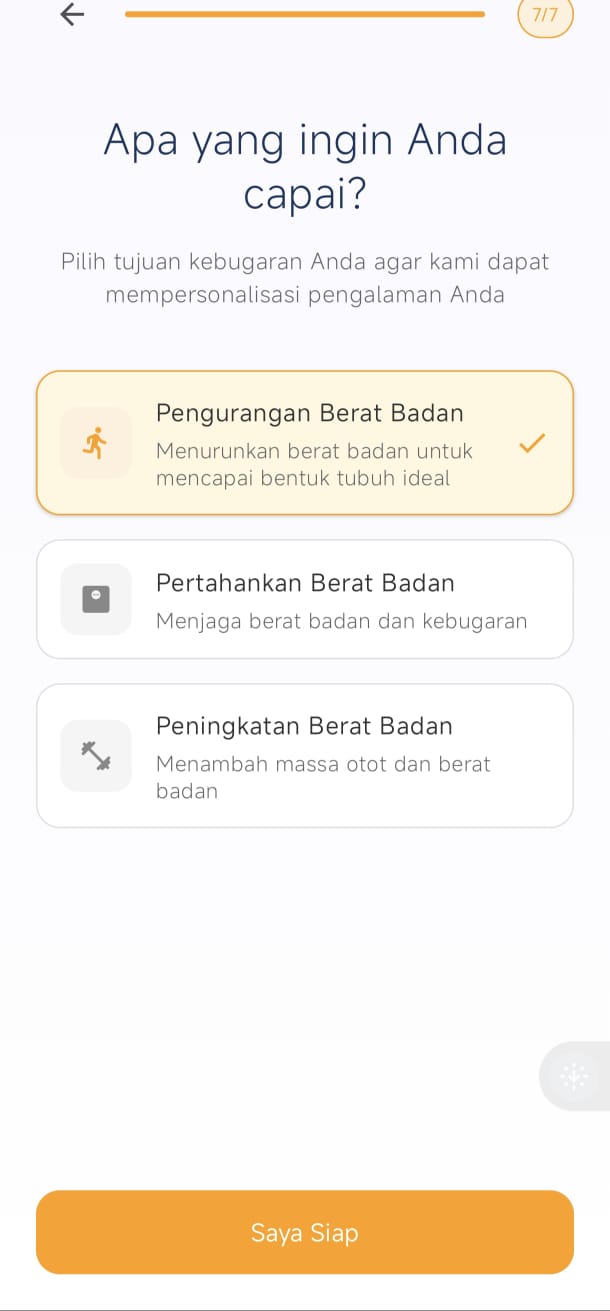 7/7
Apa yang ingin Anda
capai?
Pilih tujuan kebugaran Anda agar kami dapat
mempersonalisasi pengalaman Anda
Pengurangan Berat Badan
Menurunkan berat badan untuk
mencapai bentuk tubuh ideal
Pertahankan Berat Badan
Menjaga berat badan dan kebugaran
Peningkatan Berat Badan
Menambah massa otot dan berat
badan
Saya Siap